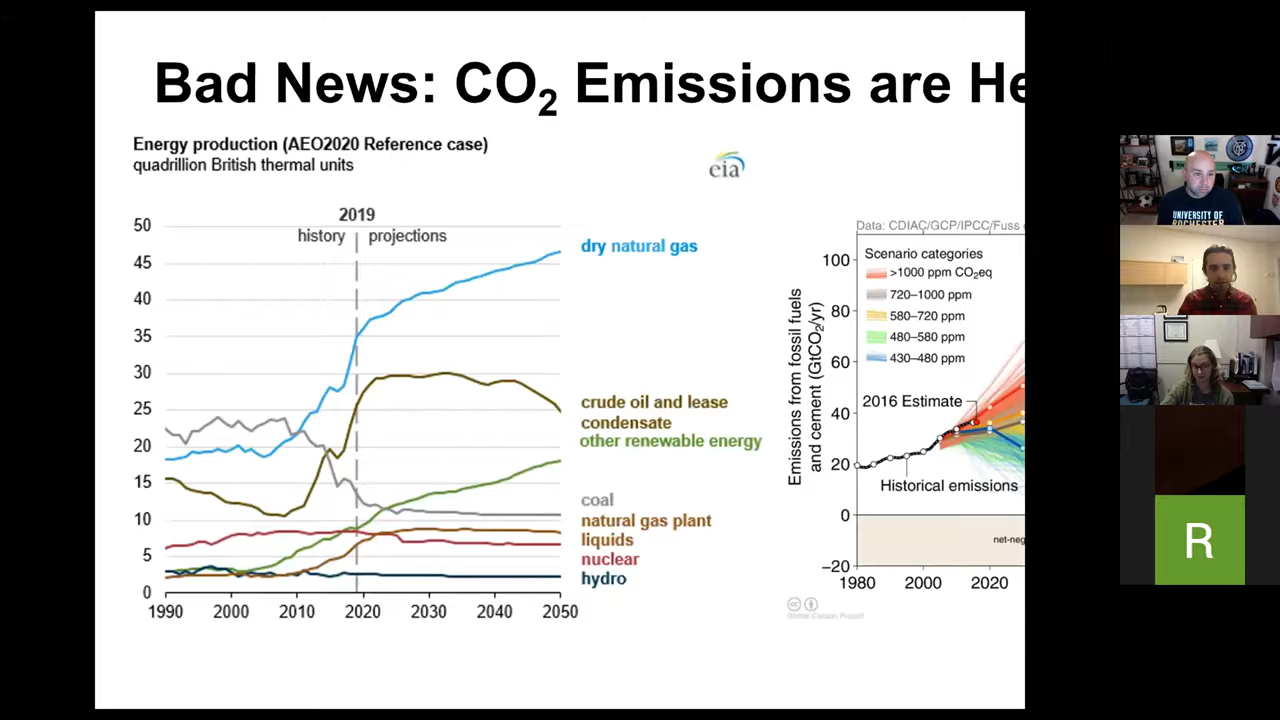 Bad News: CO₂ Emissions are He
Energy production (AEO2020 Reference case)
quadrillion British thermal units
eia
2019
history
projections
50
45
40
35
30
25
20
15
10
5
0
1990
2000
2010
2020
2030
2040
2050
dry natural gas
crude oil and lease
condensate
other renewable energy
coal
natural gas plant
liquids
nuclear
hydro
Data: CDIAC/GCP/IPCC/Fuss
Emissions from fossil fuels
and cement (GtCO₂/yr)
100
80
60
40
20
0
−20
Scenario categories
>1000 ppm CO₂eq
720–1000 ppm
580–720 ppm
480–580 ppm
430–480 ppm
2016 Estimate
Historical emissions
net-neg
1980
2000
2020
Global Carbon Project
UNIVERSITY OF
ROCHESTER
R